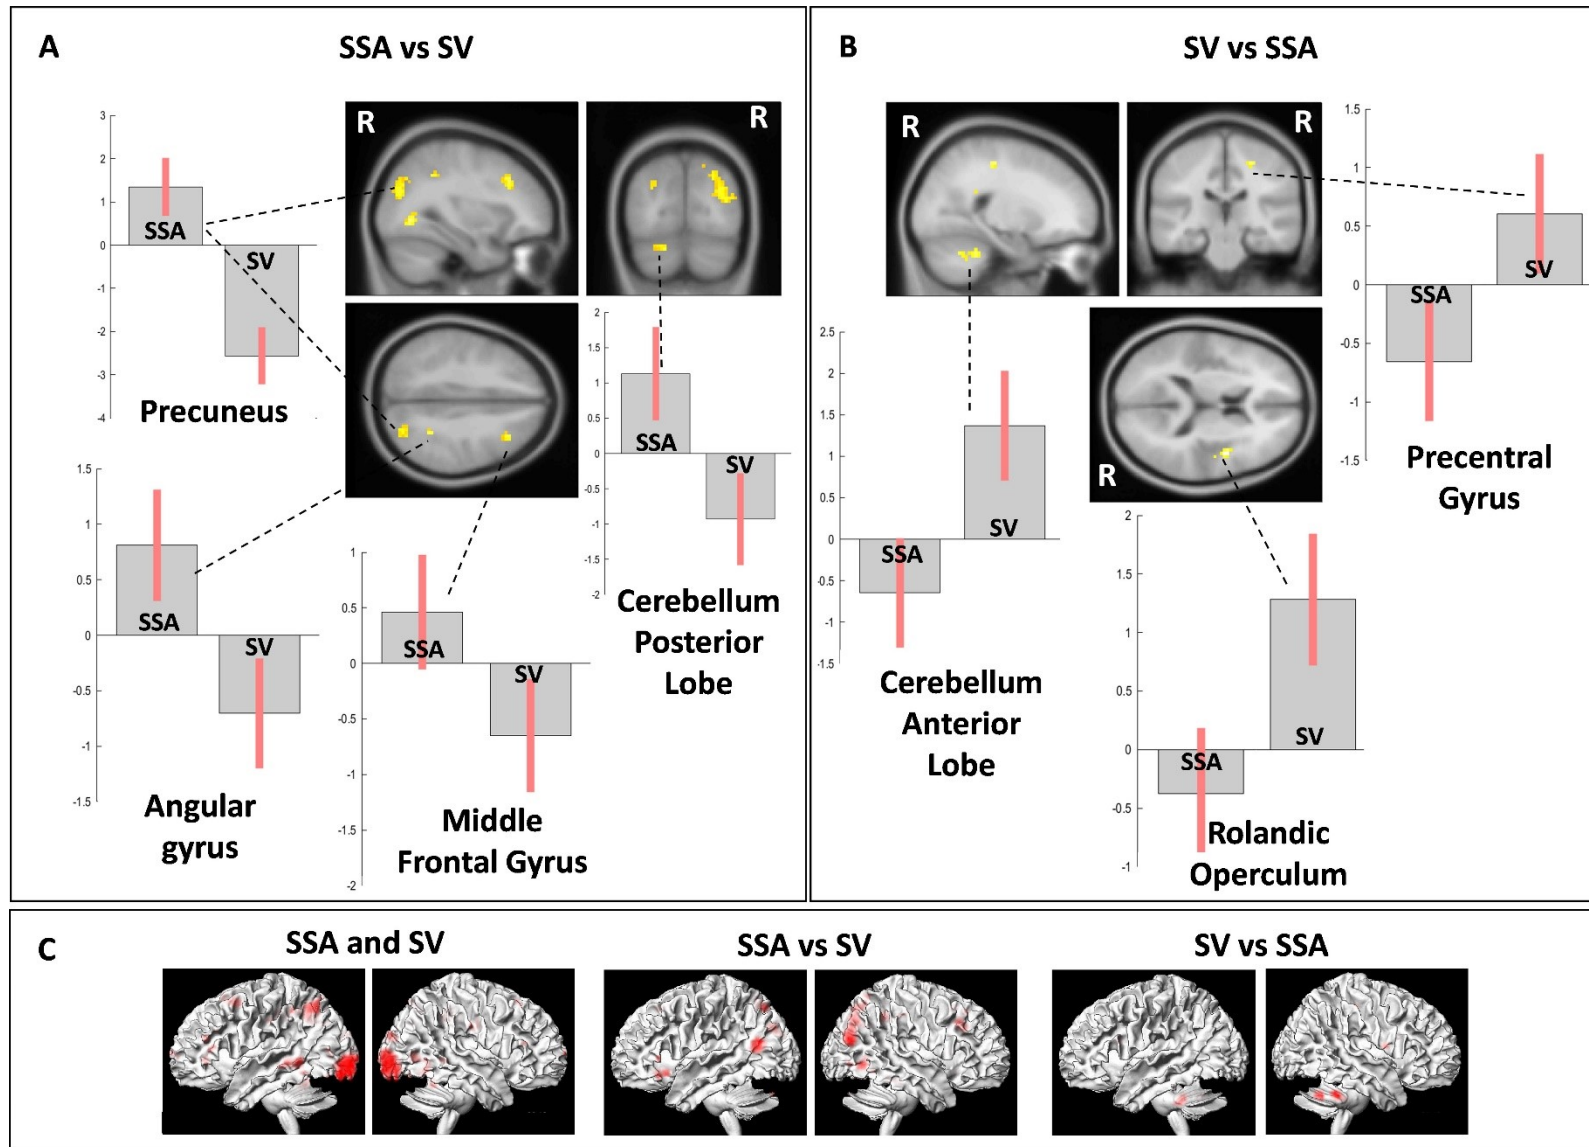 A
SSA vs SV
R
R
3
2
1
0
-1
-2
-3
-4
SSA
SV
Precuneus
1.5
1
0.5
0
-0.5
-1
-1.5
SSA
SV
Angular
gyrus
1
0.5
0
-0.5
-1
-1.5
-2
SSA
SV
Middle
Frontal Gyrus
2
1.5
1
0.5
0
-0.5
-1
-1.5
-2
SSA
SV
Cerebellum
Posterior
Lobe
B
SV vs SSA
R
R
R
2.5
2
1.5
1
0.5
0
-0.5
-1
-1.5
SSA
SV
Cerebellum
Anterior
Lobe
2
1.5
1
0.5
0
-0.5
-1
SSA
SV
Rolandic
Operculum
1.5
1
0.5
0
-0.5
-1
-1.5
SSA
SV
Precentral
Gyrus
C
SSA and SV
SSA vs SV
SV vs SSA